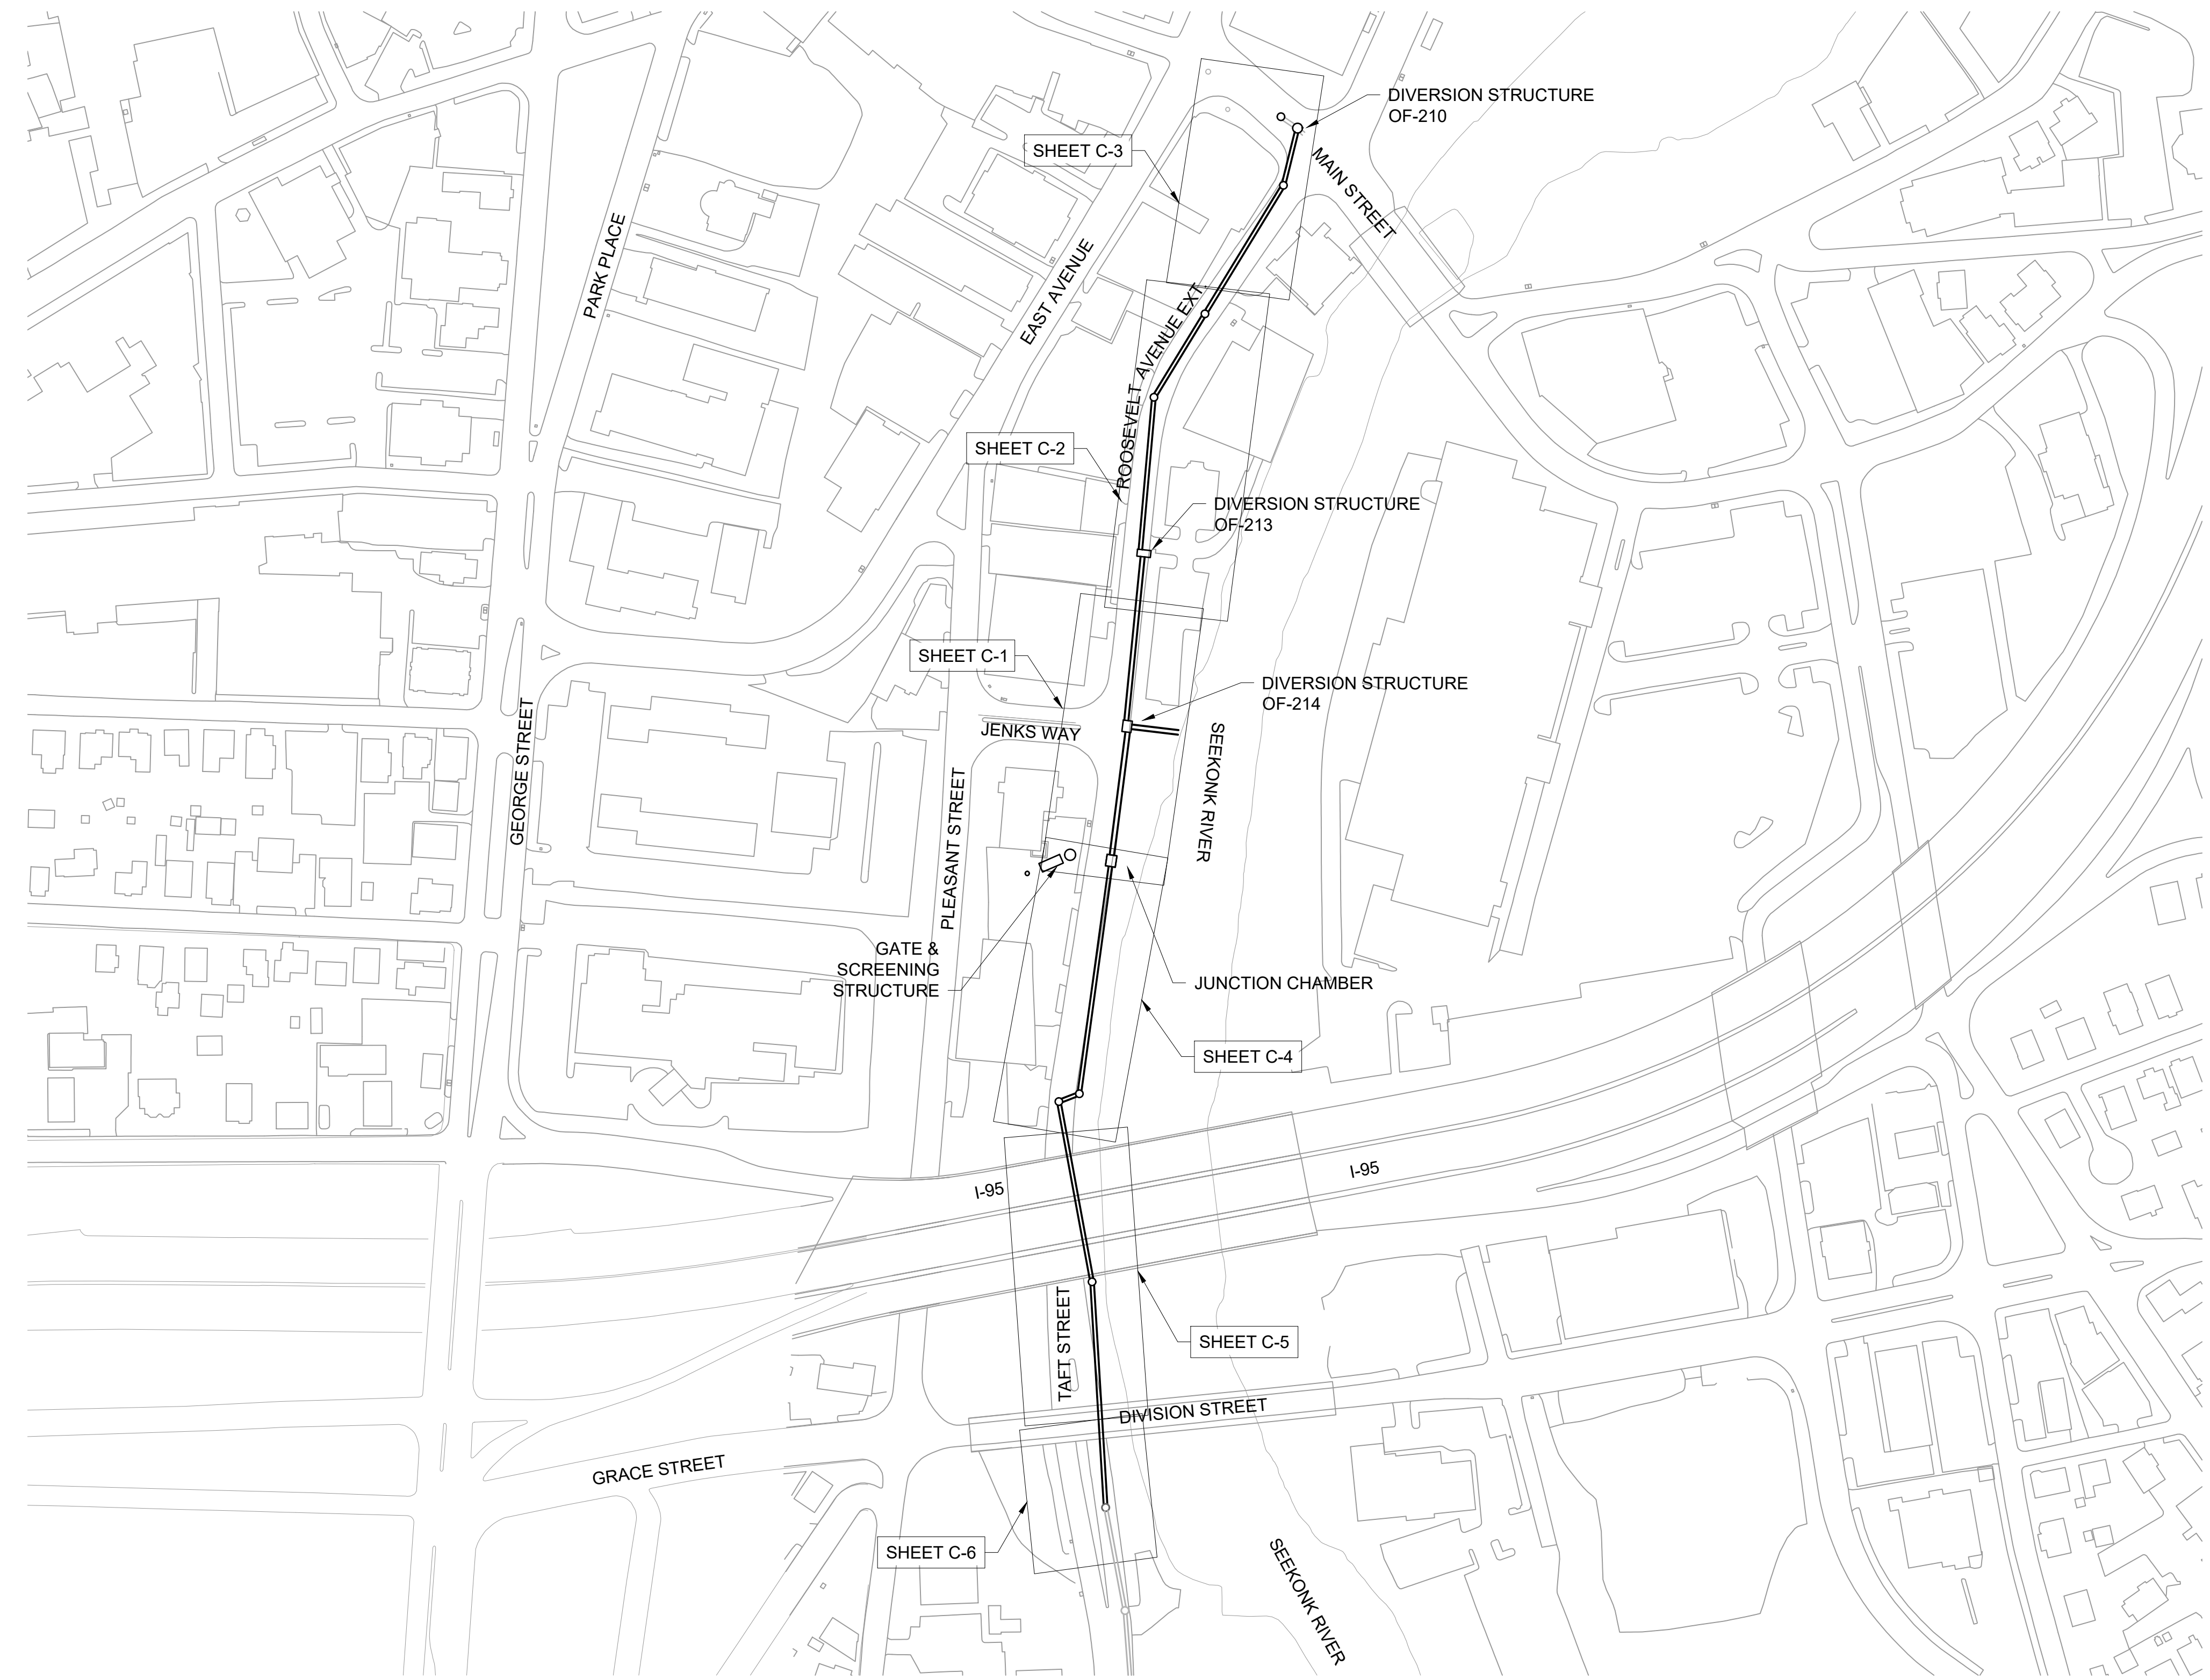 DIVERSION STRUCTURE
OF-210
SHEET C-3
MAIN STREET
PARK PLACE
EAST AVENUE
ROOSEVELT AVENUE EXT.
SHEET C-2
DIVERSION STRUCTURE
OF-213
SHEET C-1
DIVERSION STRUCTURE
OF-214
JENKS WAY
GEORGE STREET
PLEASANT STREET
SEEKONK RIVER
GATE &
SCREENING
STRUCTURE
JUNCTION CHAMBER
SHEET C-4
I-95
I-95
TAFT STREET
SHEET C-5
DIVISION STREET
GRACE STREET
SHEET C-6
SEEKONK RIVER